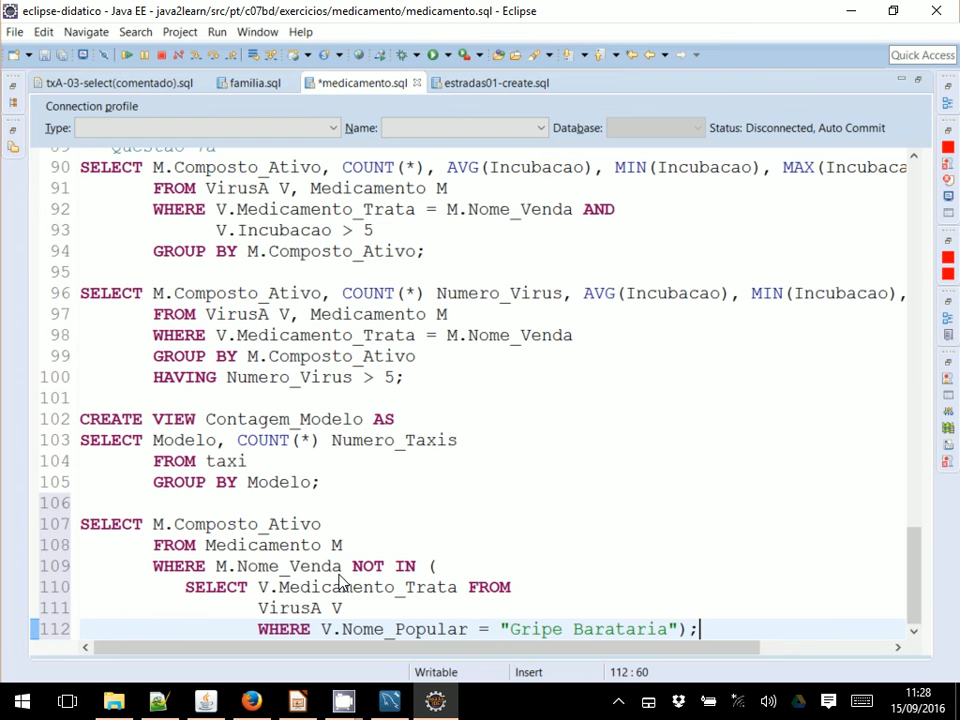 eclipse-didatico - Java EE - java2learn/src/pt/c07bd/exercicios/medicamento/medicamento.sql - Eclipse
File Edit Navigate Search Project Run Window Help
Quick Access
txA-03-select(comentado).sql familia.sql *medicamento.sql estradas01-create.sql
Connection profile
Type: Name: Database: Status: Disconnected, Auto Commit
90 SELECT M.Composto_Ativo, COUNT(*), AVG(Incubacao), MIN(Incubacao), MAX(Incuba
91 FROM VirusA V, Medicamento M
92 WHERE V.Medicamento_Trata = M.Nome_Venda AND
93 V.Incubacao > 5
94 GROUP BY M.Composto_Ativo;
95
96 SELECT M.Composto_Ativo, COUNT(*) Numero_Virus, AVG(Incubacao), MIN(Incubacao),
97 FROM VirusA V, Medicamento M
98 WHERE V.Medicamento_Trata = M.Nome_Venda
99 GROUP BY M.Composto_Ativo
100 HAVING Numero_Virus > 5;
101
102 CREATE VIEW Contagem_Modelo AS
103 SELECT Modelo, COUNT(*) Numero_Taxis
104 FROM taxi
105 GROUP BY Modelo;
106
107 SELECT M.Composto_Ativo
108 FROM Medicamento M
109 WHERE M.Nome_Venda NOT IN (
110 SELECT V.Medicamento_Trata FROM
111 VirusA V
112 WHERE V.Nome_Popular = "Gripe Barataria");
Writable Insert 112 : 60
11:28
15/09/2016